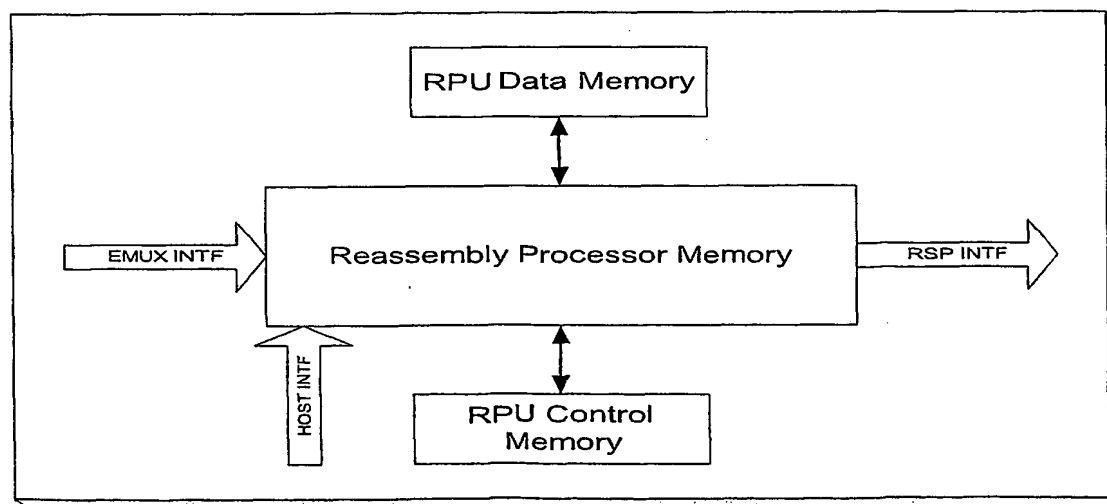 RPU Data Memory
EMUX INTF
Reassembly Processor Memory
RSP INTF
HOST INTF
RPU Control
Memory